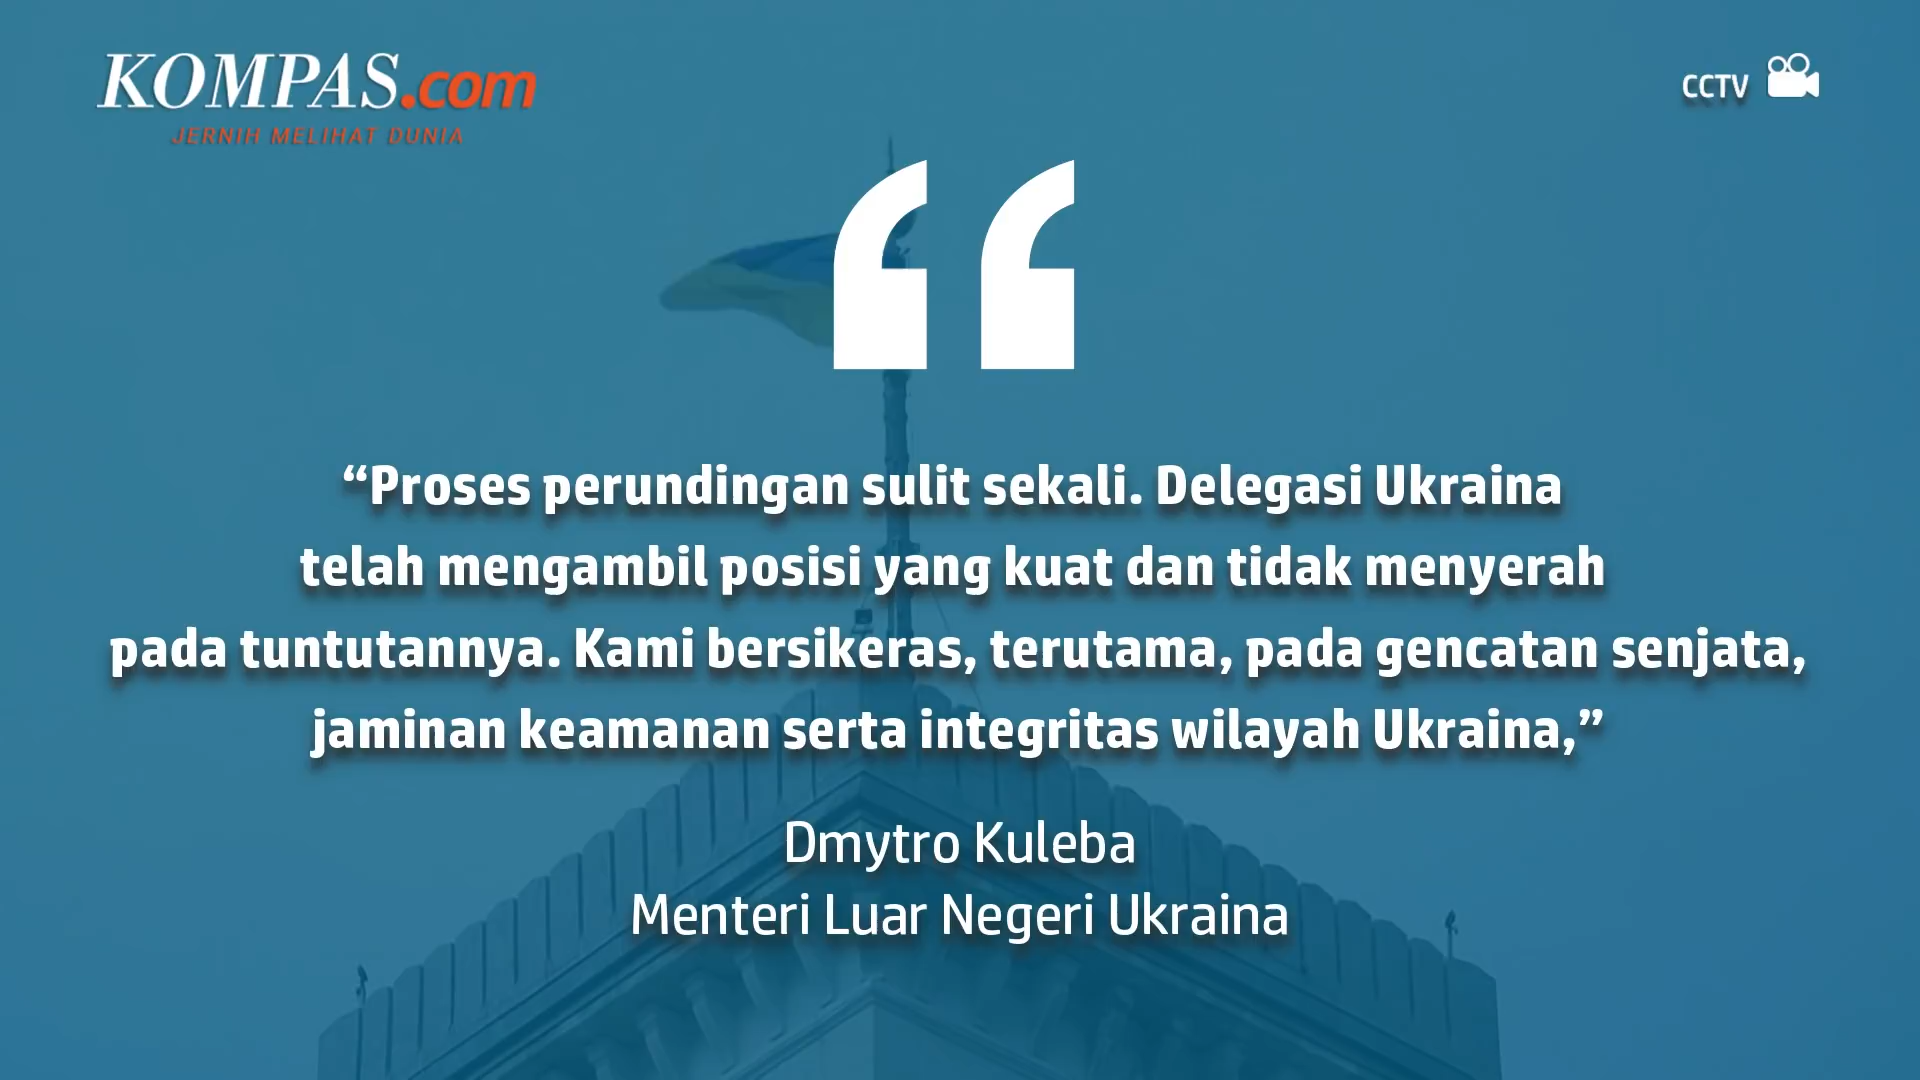 KOMPAS.com
JERNIH MELIHAT DUNIA
CCTV
“Proses perundingan sulit sekali. Delegasi Ukraina
telah mengambil posisi yang kuat dan tidak menyerah
pada tuntutannya. Kami bersikeras, terutama, pada gencatan senjata,
jaminan keamanan serta integritas wilayah Ukraina,”
Dmytro Kuleba
Menteri Luar Negeri Ukraina